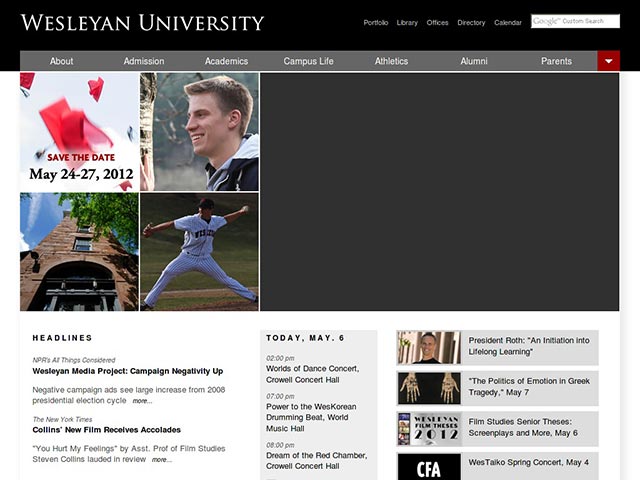 WESLEYAN UNIVERSITY
Portfolio Library Offices Directory Calendar
Google Custom Search
About Admission Academics Campus Life Athletics Alumni Parents
SAVE THE DATE
May 24-27, 2012
HEADLINES
NPR's All Things Considered
Wesleyan Media Project: Campaign Negativity Up
Negative campaign ads see large increase from 2008
presidential election cycle more...
The New York Times
Collins' New Film Receives Accolades
"You Hurt My Feelings" by Asst. Prof of Film Studies
Steven Collins lauded in review more...
TODAY, MAY. 6
02:00 pm
Worlds of Dance Concert,
Crowell Concert Hall
07:00 pm
Power to the WesKorean
Drumming Beat, World
Music Hall
08:00 pm
Dream of the Red Chamber,
Crowell Concert Hall
President Roth: "An Initiation into
Lifelong Learning"
"The Politics of Emotion in Greek
Tragedy," May 7
WESLEYAN
FILM THESES
2012
Film Studies Senior Theses:
Screenplays and More, May 6
CFA
WesTaiko Spring Concert, May 4